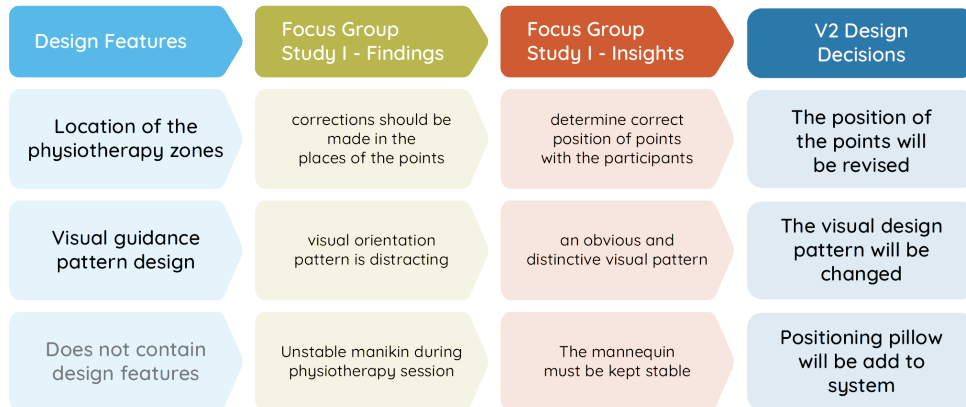 Design Features
Focus Group
Study I - Findings
Focus Group
Study I - Insights
V2 Design
Decisions
Location of the
physiotherapy zones
corrections should be
made in the
places of the points
determine correct
position of points
with the participants
The position of
the points will
be revised
Visual guidance
pattern design
visual orientation
pattern is distracting
an obvious and
distinctive visual pattern
The visual design
pattern will be
changed
Does not contain
design features
Unstable manikin during
physiotherapy session
The mannequin
must be kept stable
Positioning pillow
will be add to
system